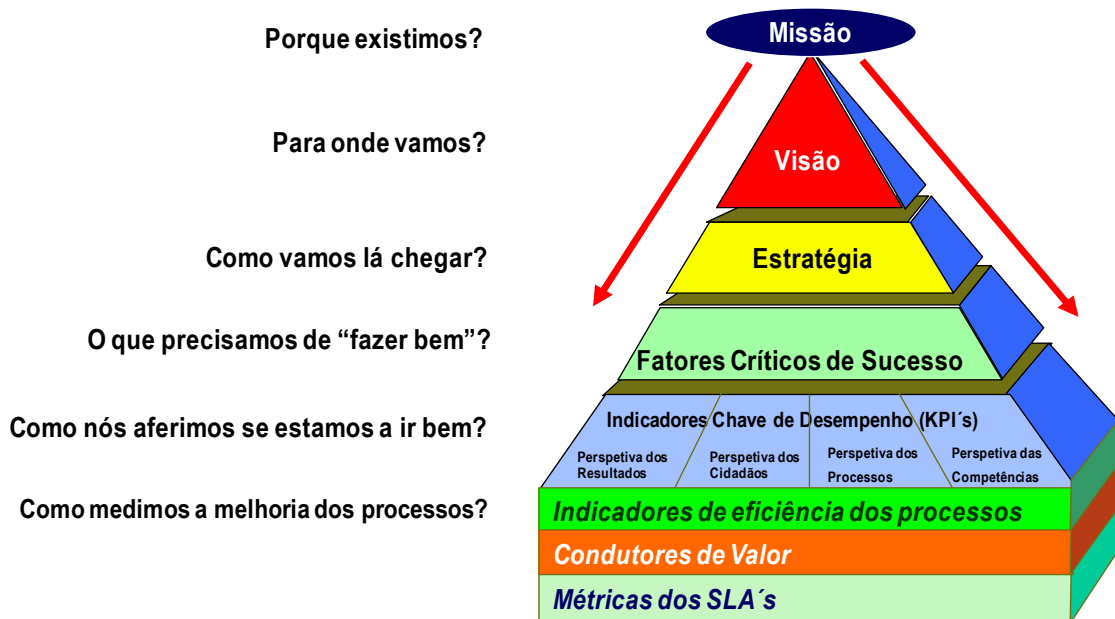 Porque existimos?
Missão
Para onde vamos?
Visão
Como vamos lá chegar?
Estratégia
O que precisamos de “fazer bem”?
Fatores Críticos de Sucesso
Como nós aferimos se estamos a ir bem?
Indicadores Chave de Desempenho (KPI´s)
Perspetiva dos
Resultados
Perspetiva dos
Cidadãos
Perspetiva dos
Processos
Perspetiva das
Competências
Como medimos a melhoria dos processos?
Indicadores de eficiência dos processos
Condutores de Valor
Métricas dos SLA´s